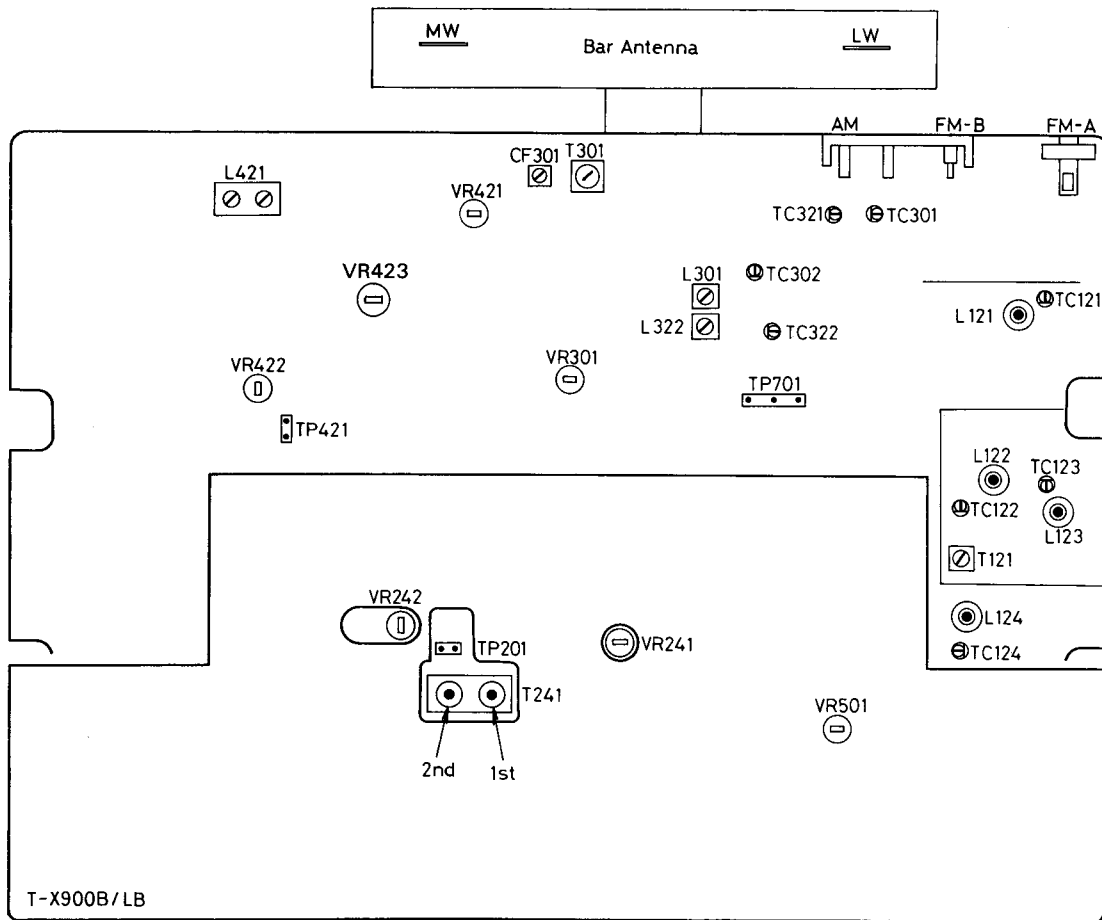 MW
Bar Antenna
LW
AM
FM-B
FM-A
L421
VR421
CF301
T301
TC321
TC301
VR423
L301
TC302
L121
TC121
L322
TC322
VR422
VR301
TP701
TP421
L122
TC123
TC122
L123
T121
VR242
TP201
VR241
L124
TC124
T241
VR501
2nd
1st
T-X900B/LB